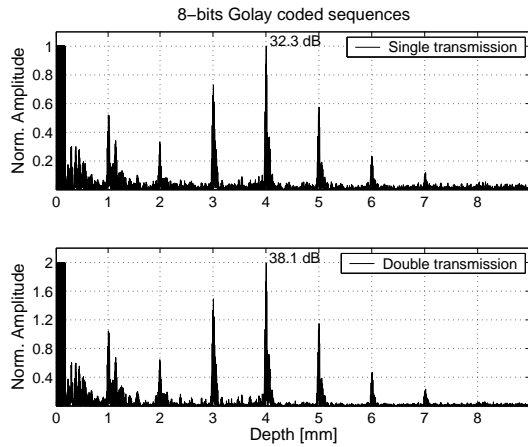 8−bits Golay coded sequences
32.3 dB
Single transmission
Norm. Amplitude
1
0.8
0.6
0.4
0.2
0 1 2 3 4 5 6 7 8
38.1 dB
Double transmission
Norm. Amplitude
2
1.6
1.2
0.8
0.4
0 1 2 3 4 5 6 7 8
Depth [mm]